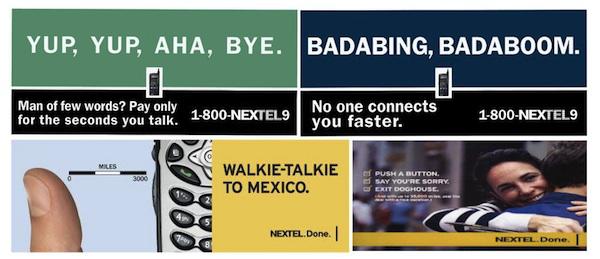 YUP, YUP, AHA, BYE.
Man of few words? Pay only
for the seconds you talk.
1-800-NEXTEL9
BADABING, BADABOOM.
No one connects
you faster.
1-800-NEXTEL9
MILES
0 3000
WALKIE-TALKIE
TO MEXICO.
NEXTEL. Done.
PUSH A BUTTON.
SAY YOU'RE SORRY.
EXIT DOGHOUSE.
NEXTEL. Done.